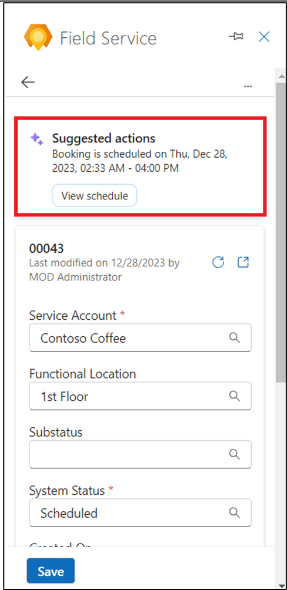 Field Service
...
Suggested actions
Booking is scheduled on Thu, Dec 28,
2023, 02:33 AM - 04:00 PM
View schedule
00043
Last modified on 12/28/2023 by
MOD Administrator
Service Account *
Contoso Coffee
Functional Location
1st Floor
Substatus
System Status *
Scheduled
Created On
Save